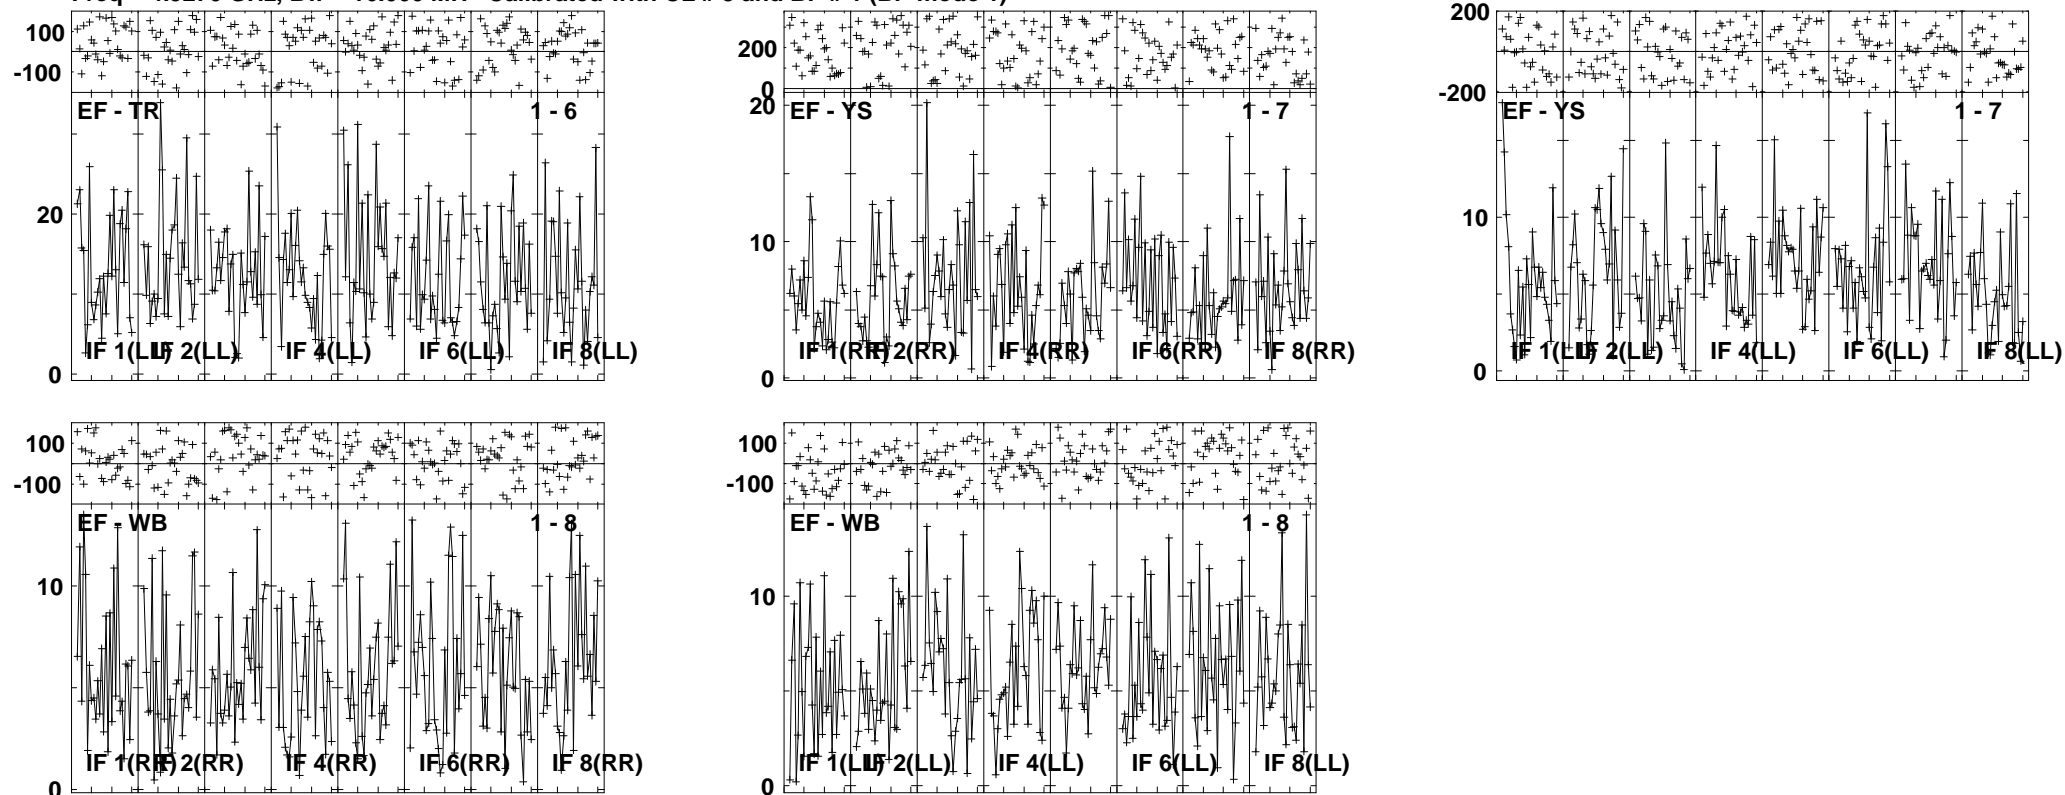 100
-100
EF - TR
1 - 6
20
0
IF 1(LL)
IF 2(LL)
IF 4(LL)
IF 6(LL)
IF 8(LL)
200
0
20
EF - YS
1 - 7
10
0
IF 1(RR)
IF 2(RR)
IF 4(RR)
IF 6(RR)
IF 8(RR)
200
-200
EF - YS
1 - 7
10
0
IF 1(LL)
IF 2(LL)
IF 4(LL)
IF 6(LL)
IF 8(LL)
100
-100
EF - WB
1 - 8
10
0
IF 1(RR)
IF 2(RR)
IF 4(RR)
IF 6(RR)
IF 8(RR)
100
-100
EF - WB
1 - 8
10
0
IF 1(LL)
IF 2(LL)
IF 4(LL)
IF 6(LL)
IF 8(LL)